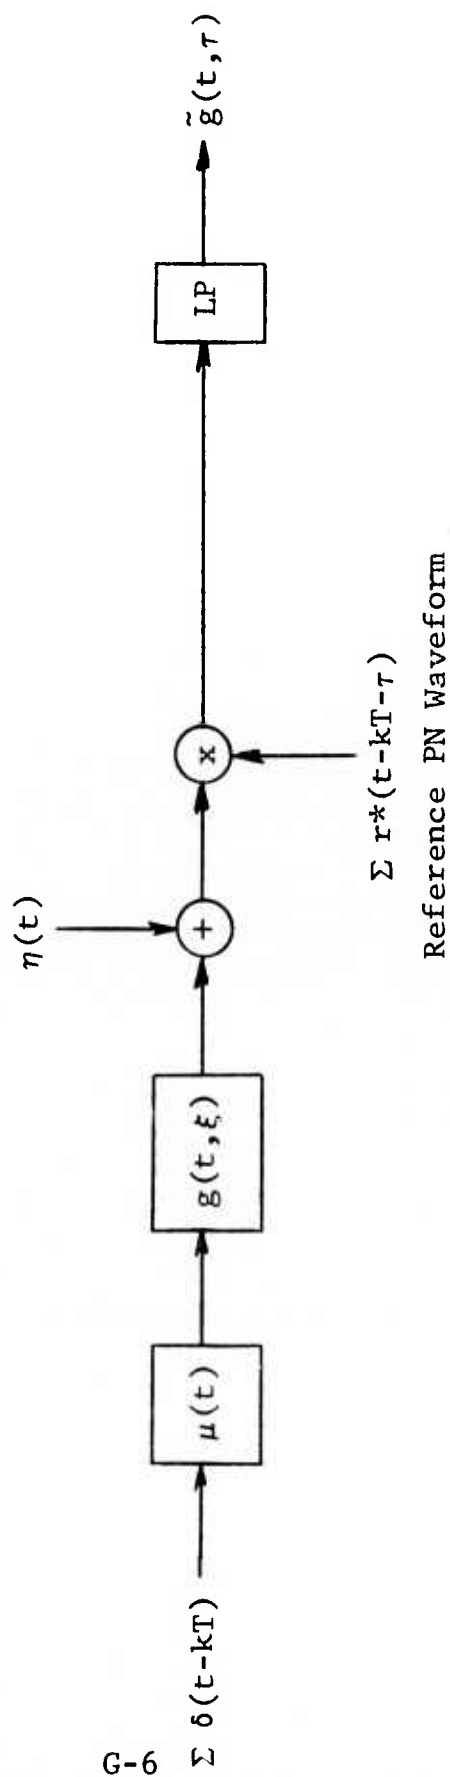 G-6
Σ δ(t-kT)
μ(t)
g(t,ξ)
η(t)
+
x
Σ r*(t-kT-τ)
Reference PN Waveform
LP
g̃(t,τ)